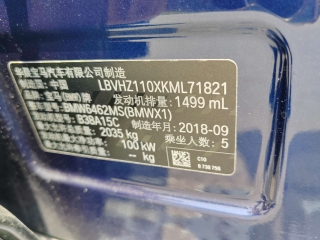 华晨宝马汽车有限公司制造
中国 LBVHZ110XKML71821
发动机排量: 1499 mL
BMW6462MS(BMWX1)
B38A15C 制造年月: 2018-09
2035 kg 乘坐人数: 5
100 kW
-- kg
C10